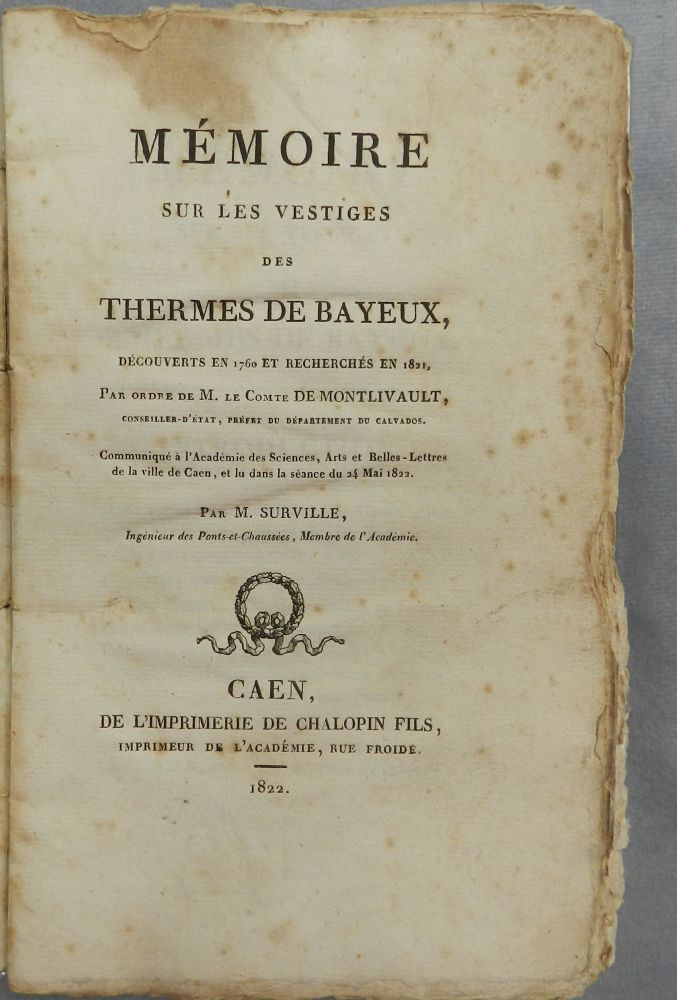 MÉMOIRE
SUR LES VESTIGES
DES
THERMES DE BAYEUX,
DÉCOUVERTS EN 1760 ET RECHERCHÉS EN 1821,
PAR ORDRE DE M. LE COMTE DE MONTLIVAULT,
CONSEILLER-D'ÉTAT, PRÉFET DU DÉPARTEMENT DU CALVADOS.
Communiqué à l'Académie des Sciences, Arts et Belles-Lettres
de la ville de Caen, et lu dans la séance du 24 Mai 1822.
PAR M. SURVILLE,
Ingénieur des Ponts-et-Chaussées, Membre de l'Académie.
CAEN,
DE L'IMPRIMERIE DE CHALOPIN FILS,
IMPRIMEUR DE L'ACADÉMIE, RUE FROIDE.
1822.